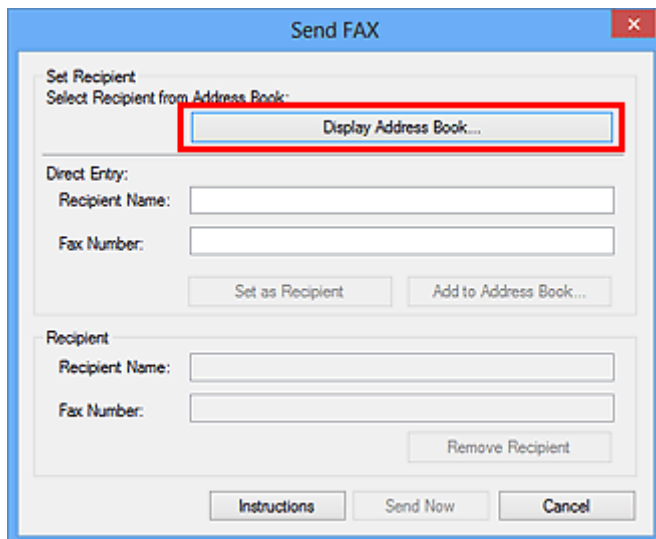 Send FAX
Set Recipient
Select Recipient from Address Book:
Display Address Book...
Direct Entry:
Recipient Name:
Fax Number:
Set as Recipient
Add to Address Book...
Recipient
Recipient Name:
Fax Number:
Remove Recipient
Instructions
Send Now
Cancel